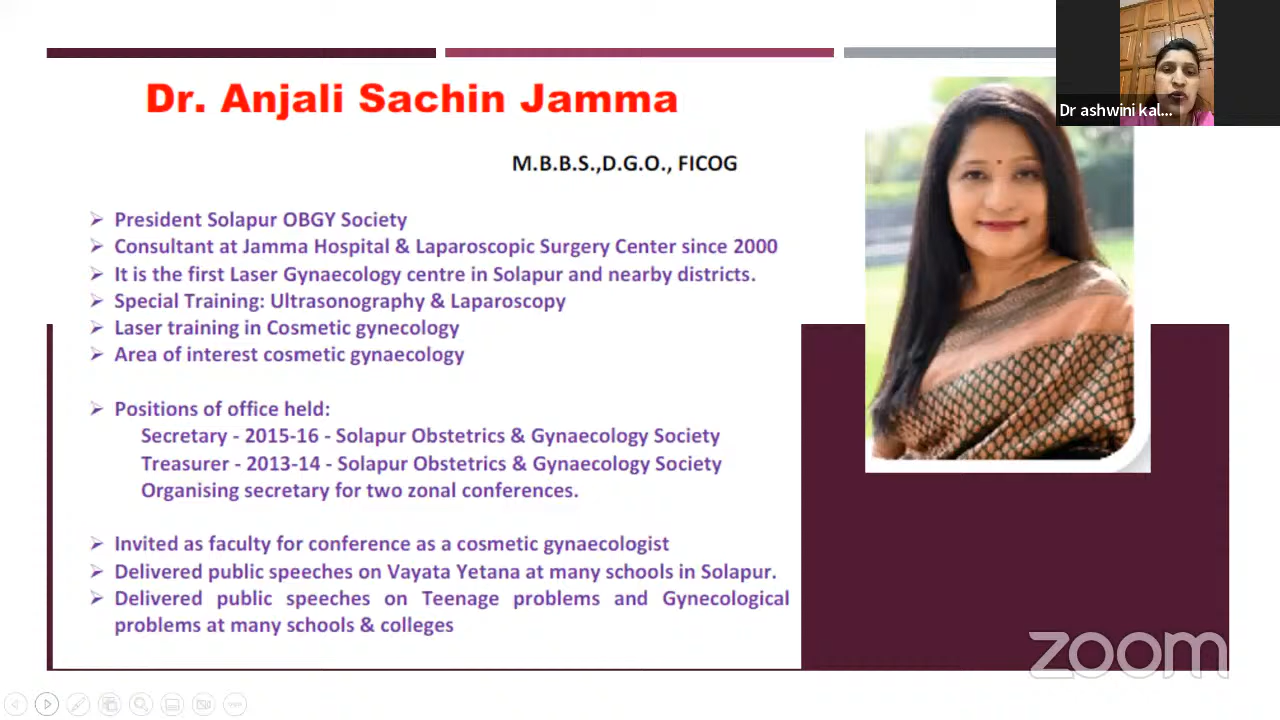 Dr. Anjali Sachin Jamma
Dr ashwini kal...
M.B.B.S.,D.G.O., FICOG
President Solapur OBGY Society
Consultant at Jamma Hospital & Laparoscopic Surgery Center since 2000
It is the first Laser Gynaecology centre in Solapur and nearby districts.
Special Training: Ultrasonography & Laparoscopy
Laser training in Cosmetic gynecology
Area of interest cosmetic gynaecology
Positions of office held:
Secretary - 2015-16 - Solapur Obstetrics & Gynaecology Society
Treasurer - 2013-14 - Solapur Obstetrics & Gynaecology Society
Organising secretary for two zonal conferences.
Invited as faculty for conference as a cosmetic gynaecologist
Delivered public speeches on Vayata Yetana at many schools in Solapur.
Delivered public speeches on Teenage problems and Gynecological
problems at many schools & colleges
zoom